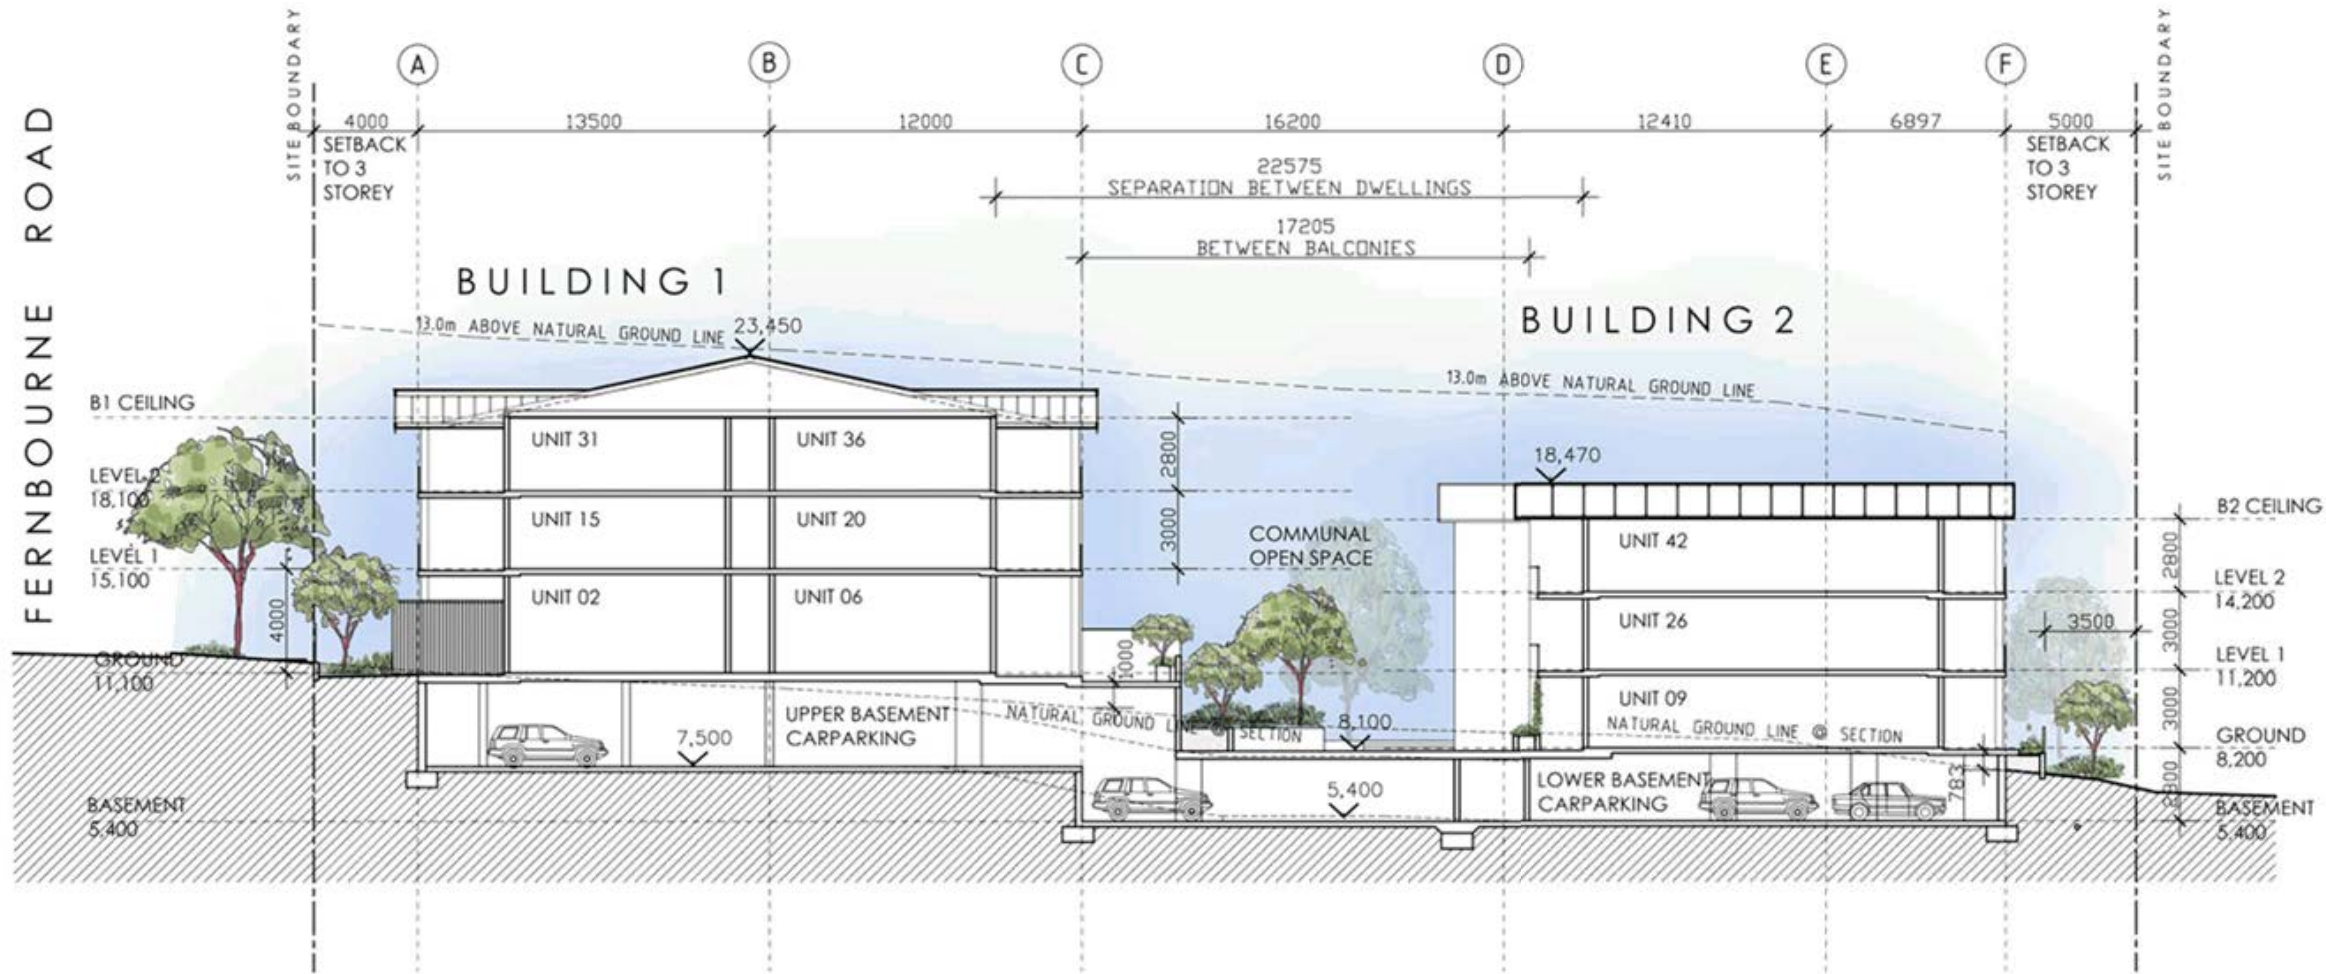 FERNBOURNE ROAD
SITE BOUNDARY
A
B
C
D
E
F
SITE BOUNDARY
4000
13500
12000
16200
12410
6897
5000
SETBACK
TO 3
STOREY
SETBACK
TO 3
STOREY
22575
SEPARATION BETWEEN DWELLINGS
17205
BETWEEN BALCONIES
BUILDING 1
BUILDING 2
13.0m ABOVE NATURAL GROUND LINE
23,450
13.0m ABOVE NATURAL GROUND LINE
18,470
B1 CEILING
LEVEL 2
18,100
LEVEL 1
15,100
4000
GROUND
11,100
BASEMENT
5,400
UNIT 31
UNIT 36
UNIT 15
UNIT 20
UNIT 02
UNIT 06
2800
3000
1000
COMMUNAL
OPEN SPACE
UNIT 42
UNIT 26
UNIT 09
NATURAL GROUND LINE @ SECTION
NATURAL GROUND LINE @ SECTION
UPPER BASEMENT
CARPARKING
7,500
8,100
5,400
LOWER BASEMENT
CARPARKING
783
B2 CEILING
2800
LEVEL 2
14,200
3000
3500
LEVEL 1
11,200
3000
GROUND
8,200
2800
BASEMENT
5,400